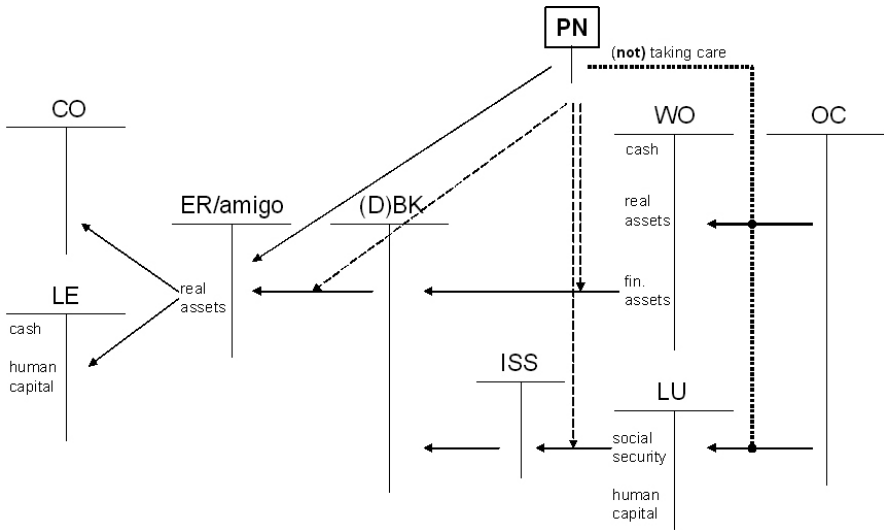 PN
(not) taking care
CO
WO
OC
cash
ER/amigo
(D)BK
real
assets
LE
real
assets
fin.
assets
cash
human
capital
ISS
LU
social
security
human
capital